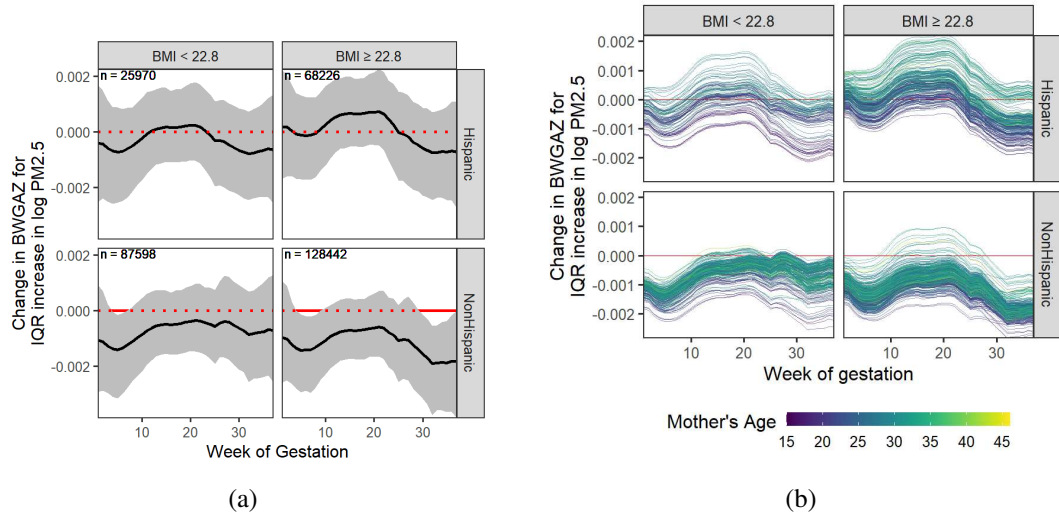 BMI < 22.8
BMI ≥ 22.8
n = 25970
n = 68226
0.002
0.000
-0.002
Hispanic
n = 87598
n = 128442
0.002
0.000
-0.002
NonHispanic
10
20
30
10
20
30
Week of Gestation
Change in BWGAZ for
IQR increase in log PM2.5
(a)
BMI < 22.8
BMI ≥ 22.8
0.002
0.001
0.000
-0.001
-0.002
Hispanic
0.002
0.001
0.000
-0.001
-0.002
NonHispanic
10
20
30
10
20
30
Week of gestation
Change in BWGAZ for
IQR increase in log PM2.5
Mother's Age
15
20
25
30
35
40
45
(b)